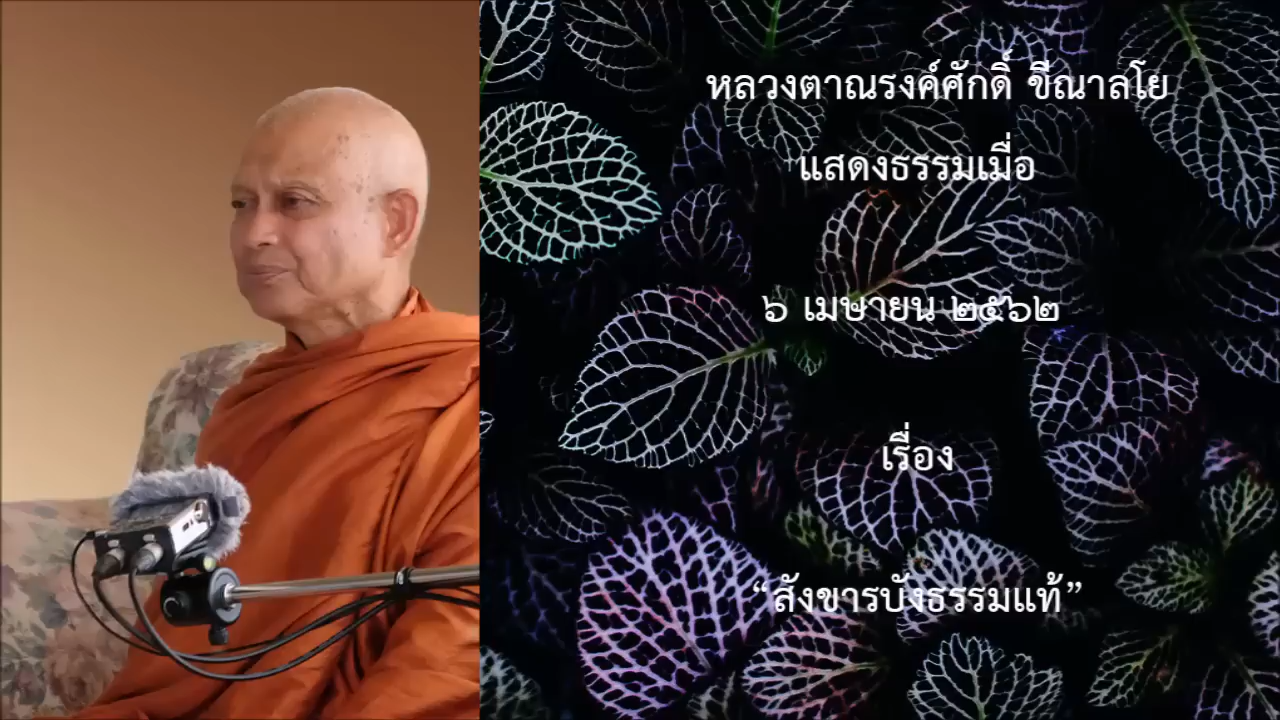 หลวงตาณรงค์ศักดิ์ ขีณาลโย
แสดงธรรมเมื่อ
๖ เมษายน ๒๕๖๒
เรื่อง
“สังขารบังธรรมแท้”